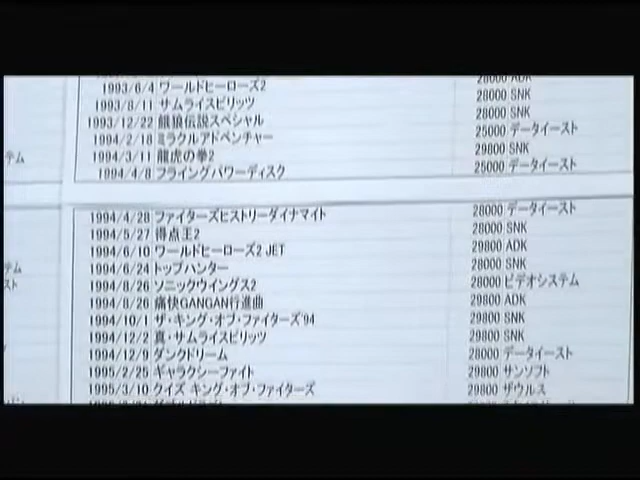 1993/6/4 ワールドヒーローズ2 28000 ADK
1993/8/11 サムライスピリッツ 28000 SNK
1993/12/22 餓狼伝説スペシャル 28000 SNK
1994/2/18 ミラクルアドベンチャー 25000 データイースト
1994/3/11 龍虎の拳2 29800 SNK
テム
1994/4/8 フライングパワーディスク 25000 データイースト
1994/4/28 ファイターズヒストリーダイナマイト 28000 データイースト
1994/5/27 得点王2 28000 SNK
1994/6/10 ワールドヒーローズ2 JET 29800 ADK
テム 1994/6/24 トップハンター 28000 SNK
スト 1994/8/26 ソニックウイングス2 28000 ビデオシステム
1994/8/26 痛快GANGAN行進曲 29800 ADK
1994/10/1 ザ・キング・オブ・ファイターズ'94 29800 SNK
1994/12/2 真・サムライスピリッツ 29800 SNK
1994/12/9 ダンクドリーム 28000 データイースト
1995/2/25 ギャラクシーファイト 29800 サンソフト
1995/3/10 クイズ キング・オブ・ファイターズ 29800 ザウルス